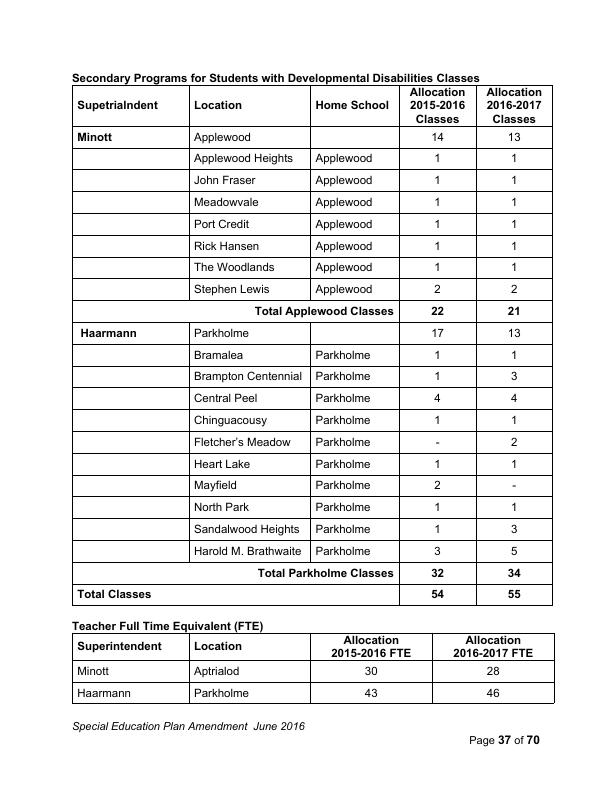 Secondary Programs for Students with Developmental Disabilities Classes
Supetrialndent Location Home School Allocation 2015-2016 Classes Allocation 2016-2017 Classes
Minott Applewood 14 13
Applewood Heights Applewood 1 1
John Fraser Applewood 1 1
Meadowvale Applewood 1 1
Port Credit Applewood 1 1
Rick Hansen Applewood 1 1
The Woodlands Applewood 1 1
Stephen Lewis Applewood 2 2
Total Applewood Classes 22 21
Haarmann Parkholme 17 13
Bramalea Parkholme 1 1
Brampton Centennial Parkholme 1 3
Central Peel Parkholme 4 4
Chinguacousy Parkholme 1 1
Fletcher's Meadow Parkholme - 2
Heart Lake Parkholme 1 1
Mayfield Parkholme 2 -
North Park Parkholme 1 1
Sandalwood Heights Parkholme 1 3
Harold M. Brathwaite Parkholme 3 5
Total Parkholme Classes 32 34
Total Classes 54 55
Teacher Full Time Equivalent (FTE)
Superintendent Location Allocation 2015-2016 FTE Allocation 2016-2017 FTE
Minott Aptrialod 30 28
Haarmann Parkholme 43 46
Special Education Plan Amendment June 2016
Page 37 of 70